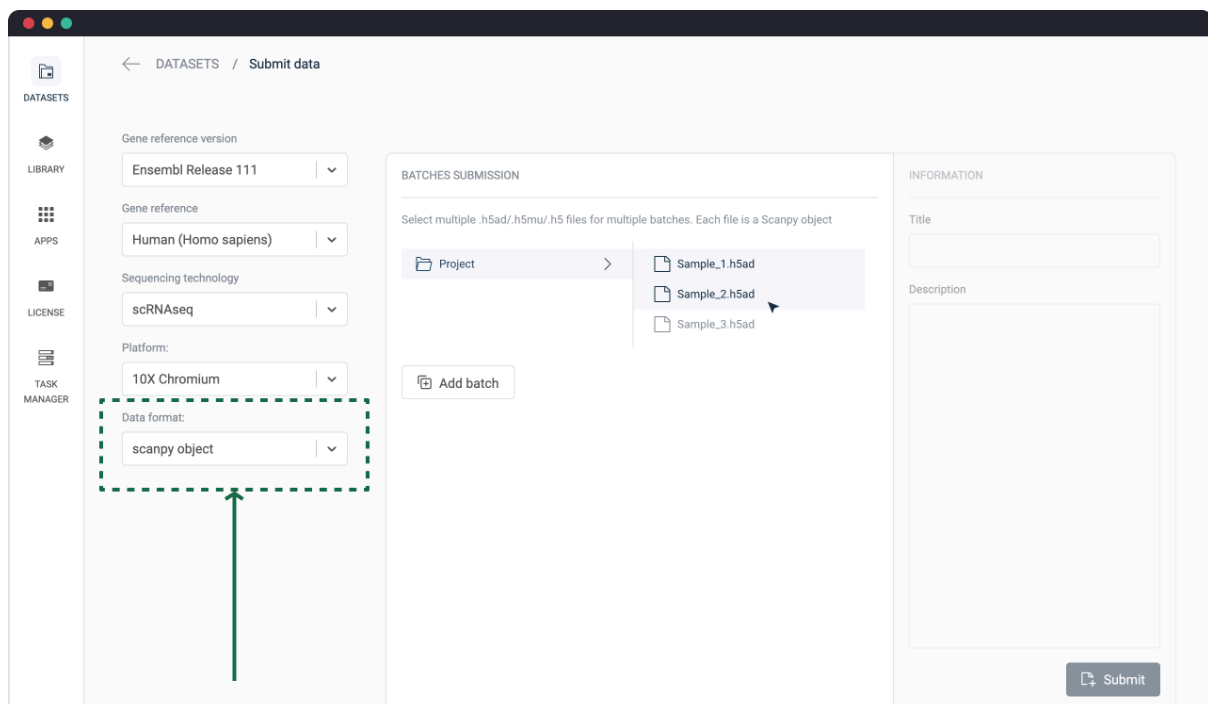 DATASETS
LIBRARY
APPS
LICENSE
TASK
MANAGER
DATASETS / Submit data
Gene reference version
Ensembl Release 111
Gene reference
Human (Homo sapiens)
Sequencing technology
scRNAseq
Platform:
10X Chromium
Data format:
scanpy object
BATCHES SUBMISSION
Select multiple .h5ad/.h5mu/.h5 files for multiple batches. Each file is a Scanpy object
Project
Sample_1.h5ad
Sample_2.h5ad
Sample_3.h5ad
Add batch
INFORMATION
Title
Description
Submit